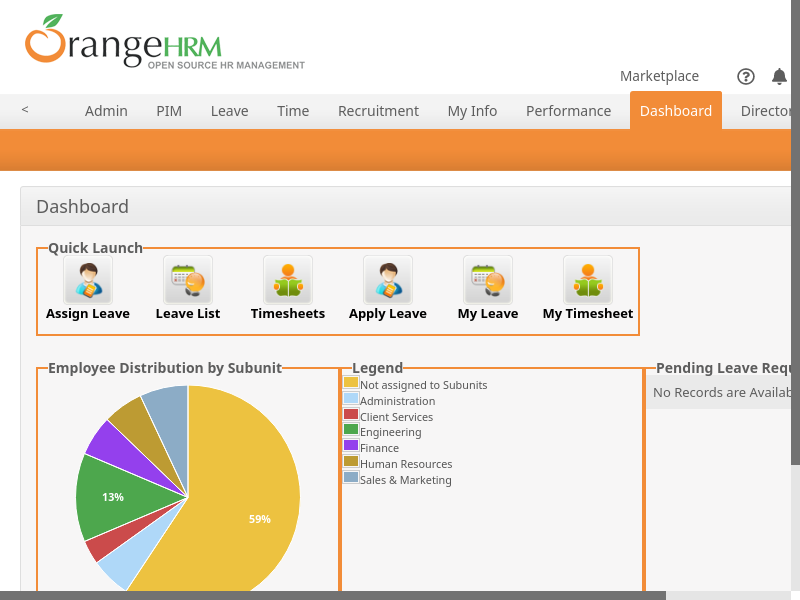 OrangeHRM
OPEN SOURCE HR MANAGEMENT
Marketplace
<
Admin
PIM
Leave
Time
Recruitment
My Info
Performance
Dashboard
Director
Dashboard
Quick Launch
Assign Leave
Leave List
Timesheets
Apply Leave
My Leave
My Timesheet
Employee Distribution by Subunit
13%
59%
Legend
Not assigned to Subunits
Administration
Client Services
Engineering
Finance
Human Resources
Sales & Marketing
Pending Leave Requ
No Records are Availab